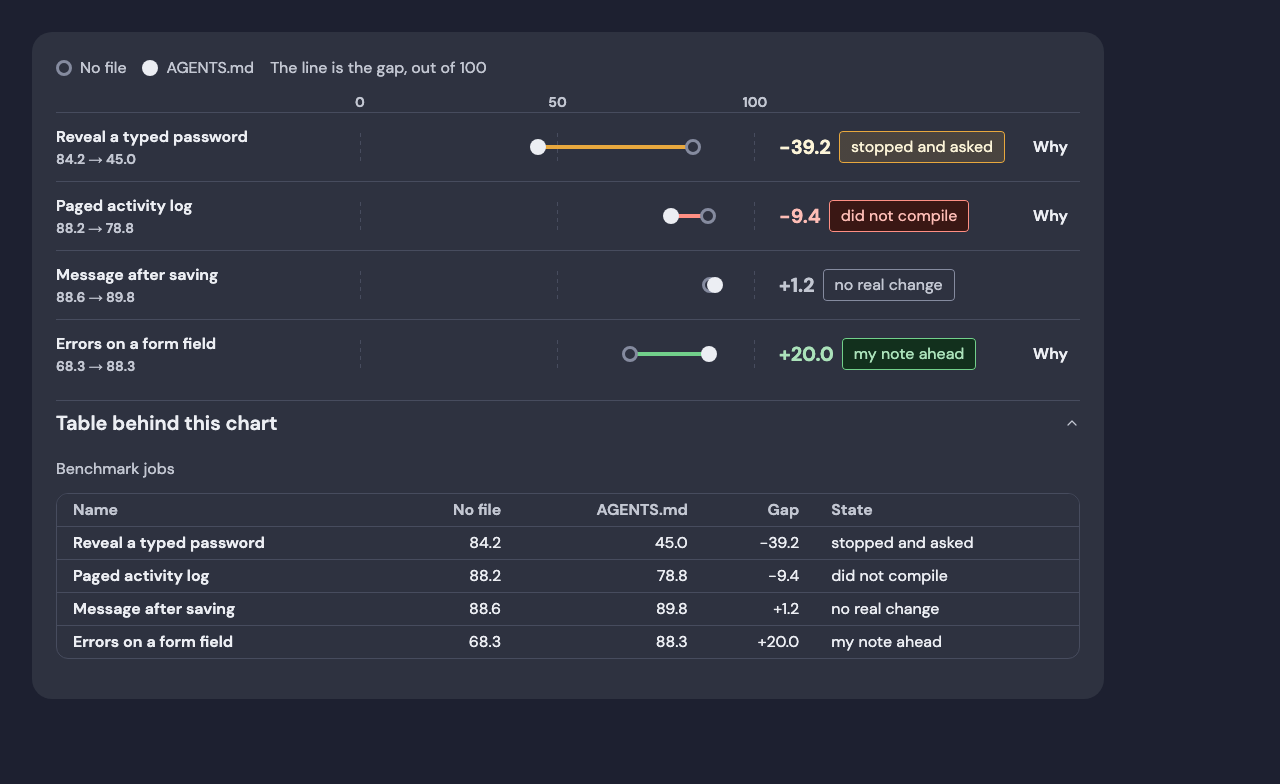 No file AGENTS.md The line is the gap, out of 100
0 50 100
Reveal a typed password
84.2 → 45.0
−39.2 stopped and asked Why
Paged activity log
88.2 → 78.8
−9.4 did not compile Why
Message after saving
88.6 → 89.8
+1.2 no real change
Errors on a form field
68.3 → 88.3
+20.0 my note ahead Why
Table behind this chart
Benchmark jobs
Name No file AGENTS.md Gap State
Reveal a typed password 84.2 45.0 −39.2 stopped and asked
Paged activity log 88.2 78.8 −9.4 did not compile
Message after saving 88.6 89.8 +1.2 no real change
Errors on a form field 68.3 88.3 +20.0 my note ahead